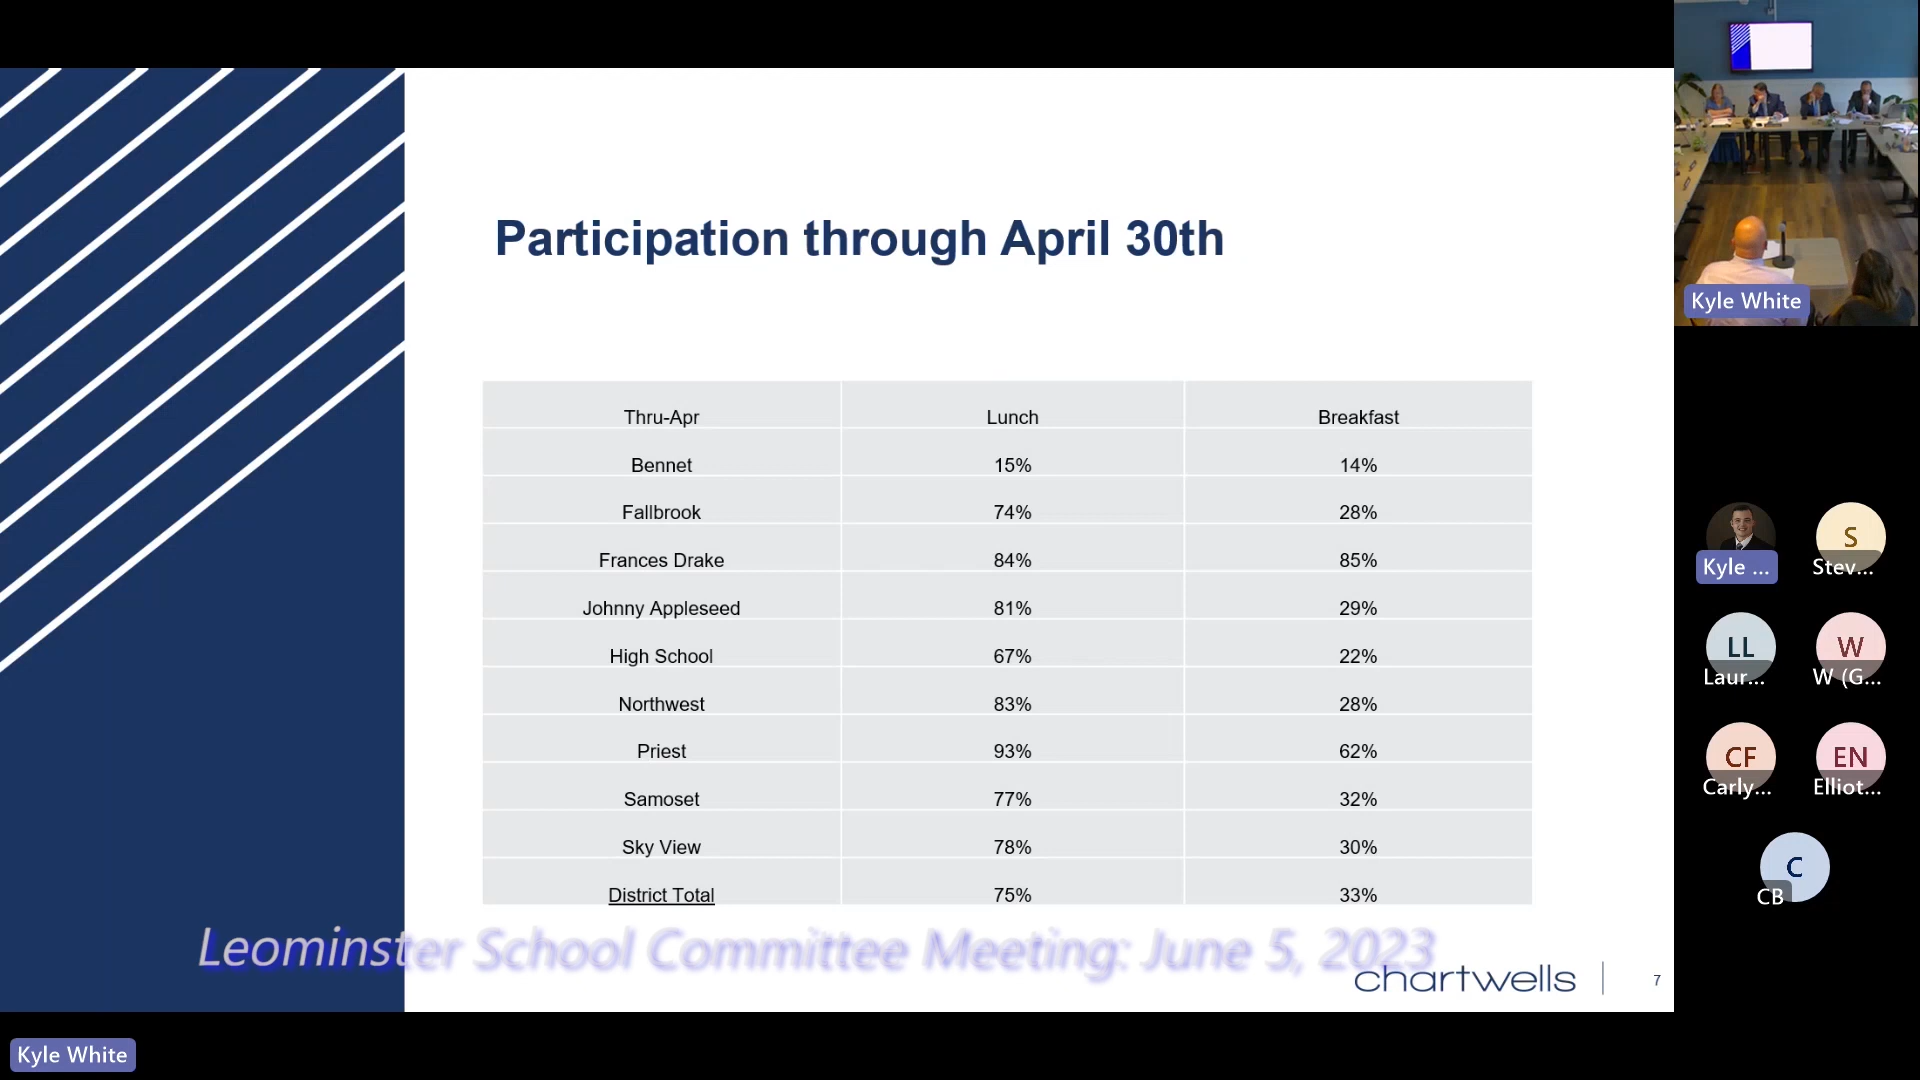 Participation through April 30th
Thru-Apr Lunch Breakfast
Bennet 15% 14%
Fallbrook 74% 28%
Frances Drake 84% 85%
Johnny Appleseed 81% 29%
High School 67% 22%
Northwest 83% 28%
Priest 93% 62%
Samoset 77% 32%
Sky View 78% 30%
District Total 75% 33%
Leominster School Committee Meeting: June 5, 2023
chartwells 7
Kyle White
Kyle White
Kyle ...
S
Stev...
LL
Laur...
W
W (G...
CF
Carly...
EN
Elliot...
C
CB